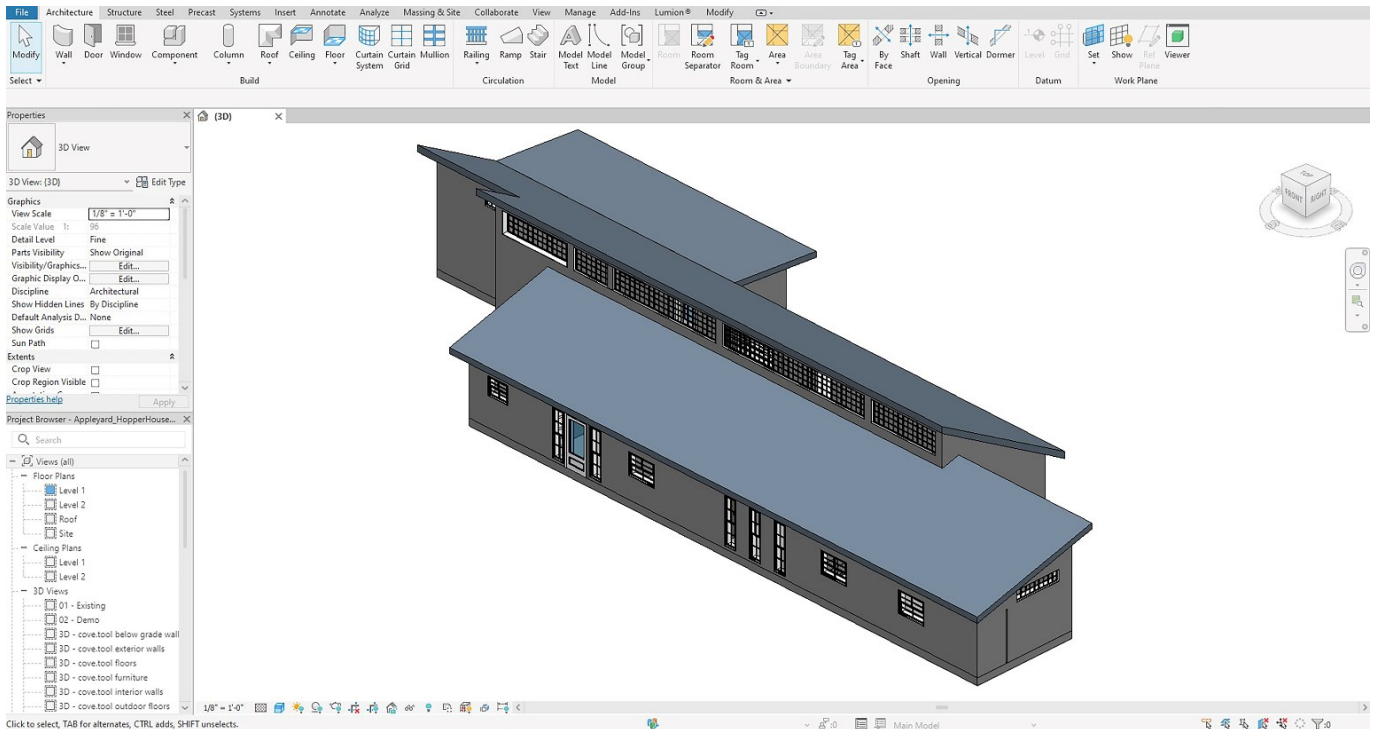 File Architecture Structure Steel Precast Systems Insert Annotate Analyze Massing & Site Collaborate View Manage Add-Ins Lumion® Modify
Modify Wall Door Window Component Column Roof Ceiling Floor Curtain System Curtain Grid Mullion Railing Ramp Stair Model Text Model Line Model Group Room Room Separator Tag Room Area Area Boundary Tag Area By Face Shaft Wall Vertical Dormer Level Grid Set Show Ref Plane Viewer
Select Build Circulation Model Room & Area Opening Datum Work Plane
Properties
(3D)
3D View
3D View: {3D} Edit Type
Graphics
View Scale 1/8" = 1'-0"
Scale Value 1: 96
Detail Level Fine
Parts Visibility Show Original
Visibility/Graphics... Edit...
Graphic Display O... Edit...
Discipline Architectural
Show Hidden Lines By Discipline
Default Analysis D... None
Show Grids Edit...
Sun Path
Extents
Crop View
Crop Region Visible
Properties help Apply
TOP
FRONT RIGHT
Project Browser - Appleyard_HopperHouse...
Search
Views (all)
Floor Plans
Level 1
Level 2
Roof
Site
Ceiling Plans
Level 1
Level 2
3D Views
01 - Existing
02 - Demo
3D - cove.tool below grade wall
3D - cove.tool exterior walls
3D - cove.tool floors
3D - cove.tool furniture
3D - cove.tool interior walls
3D - cove.tool outdoor floors
1/8" = 1'-0"
Click to select, TAB for alternates, CTRL adds, SHIFT unselects. :0 Main Model :0